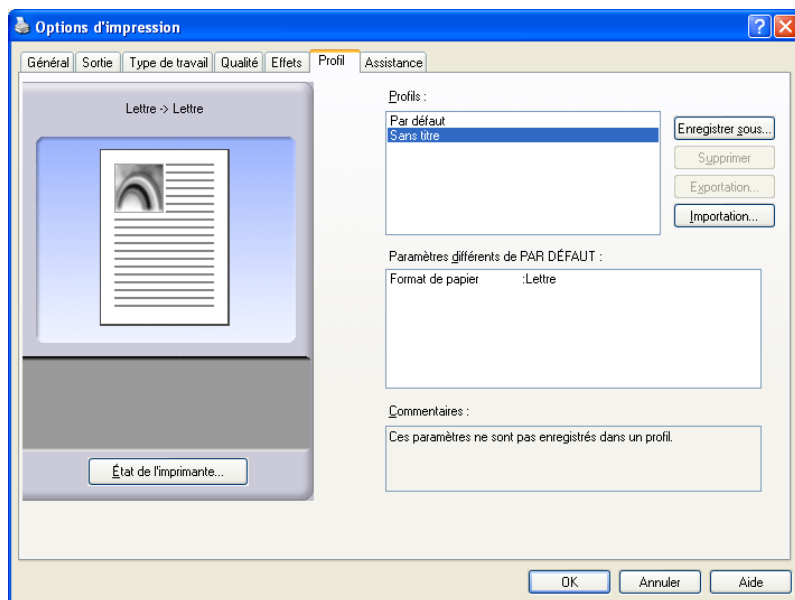 Options d'impression
Général Sortie Type de travail Qualité Effets Profil Assistance
Lettre -> Lettre
État de l'imprimante...
Profils :
Par défaut
Sans titre
Enregistrer sous...
Supprimer
Exportation...
Importation...
Paramètres différents de PAR DÉFAUT :
Format de papier :Lettre
Commentaires :
Ces paramètres ne sont pas enregistrés dans un profil.
OK Annuler Aide